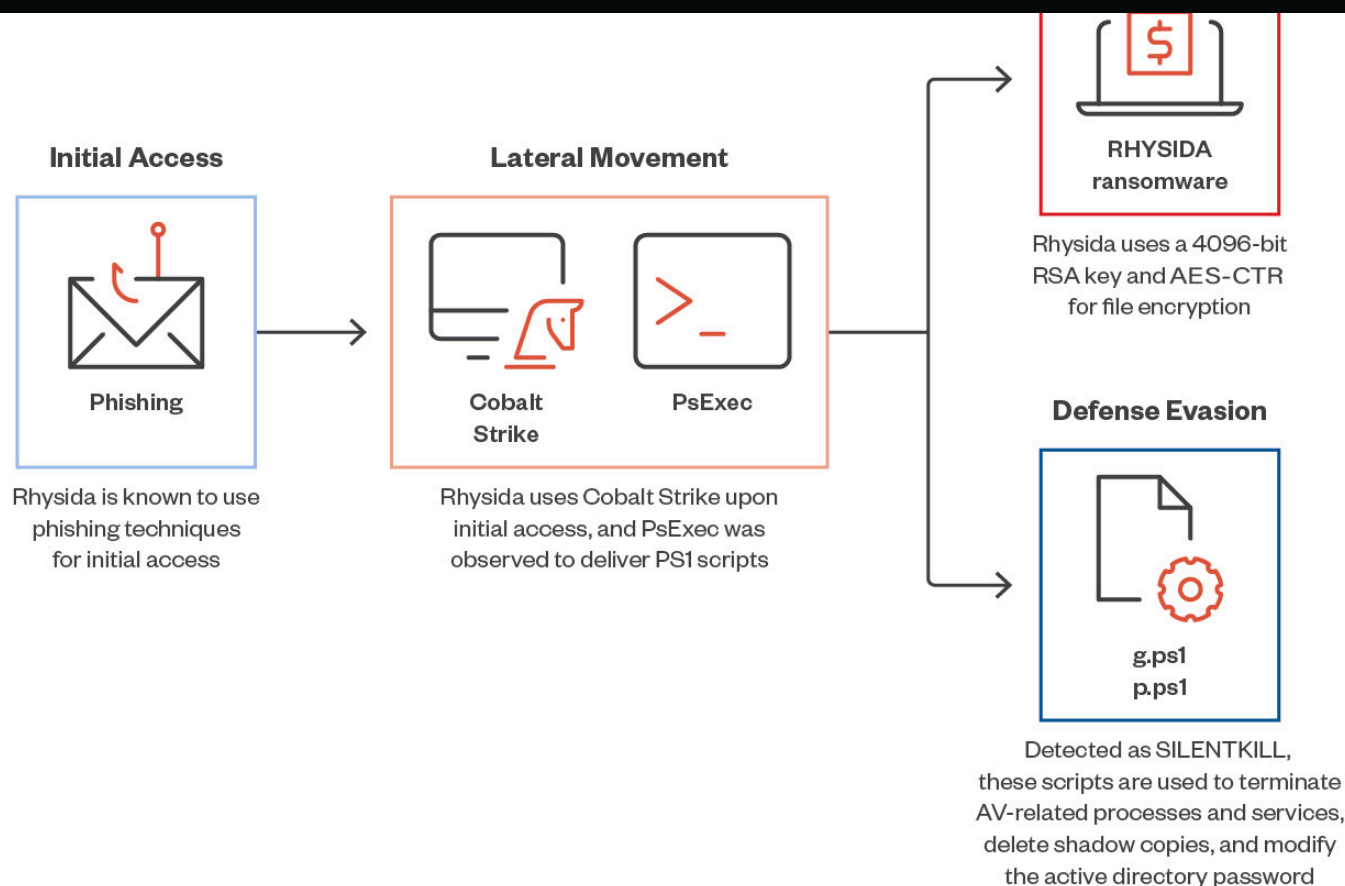 Initial Access
Phishing
Rhysida is known to use
phishing techniques
for initial access
Lateral Movement
Cobalt
Strike
PsExec
Rhysida uses Cobalt Strike upon
initial access, and PsExec was
observed to deliver PS1 scripts
$
RHYSIDA
ransomware
Rhysida uses a 4096-bit
RSA key and AES-CTR
for file encryption
Defense Evasion
g.ps1
p.ps1
Detected as SILENTKILL,
these scripts are used to terminate
AV-related processes and services,
delete shadow copies, and modify
the active directory password